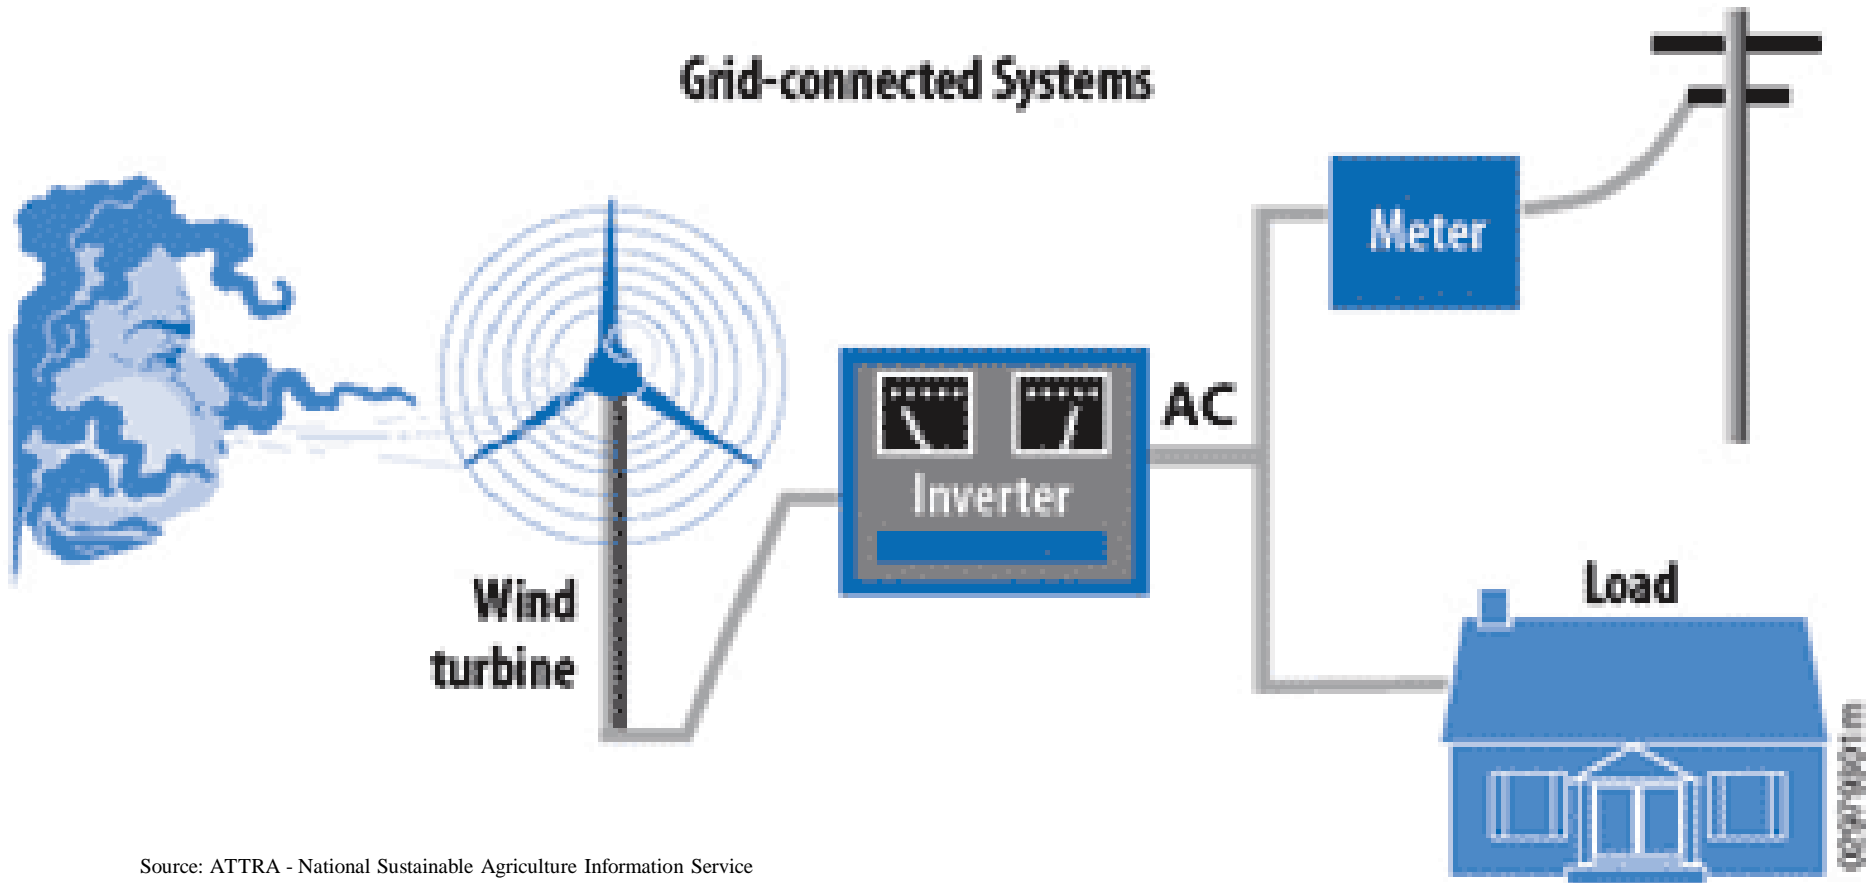 Grid-connected Systems
Meter
AC
Inverter
Wind
turbine
Load
Source: ATTRA - National Sustainable Agriculture Information Service